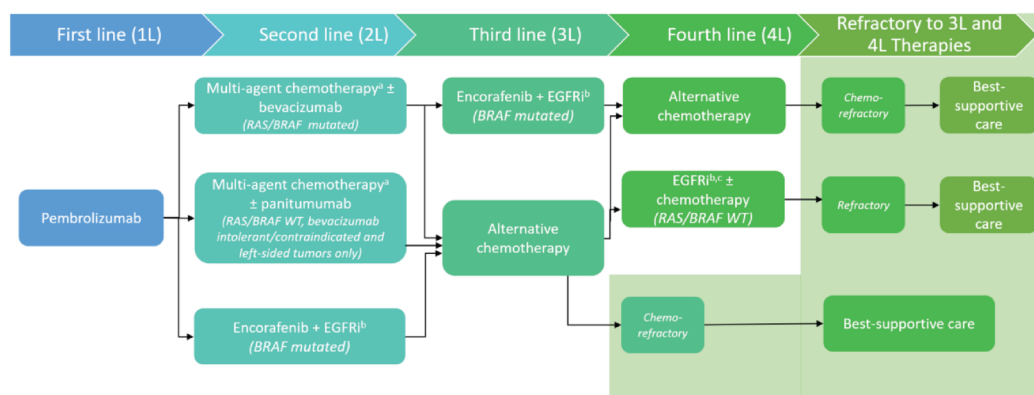 First line (1L)
Second line (2L)
Third line (3L)
Fourth line (4L)
Refractory to 3L and
4L Therapies
Pembrolizumab
Multi-agent chemotherapyᵃ ±
bevacizumab
(RAS/BRAF mutated)
Multi-agent chemotherapyᵃ
± panitumumab
(RAS/BRAF WT, bevacizumab
intolerant/contraindicated and
left-sided tumors only)
Encorafenib + EGFRiᵇ
(BRAF mutated)
Encorafenib + EGFRiᵇ
(BRAF mutated)
Alternative
chemotherapy
Alternative
chemotherapy
EGFRiᵇ,ᶜ ±
chemotherapy
(RAS/BRAF WT)
Chemo-
refractory
Chemo-
refractory
Best-
supportive
care
Refractory
Best-
supportive
care
Best-supportive care